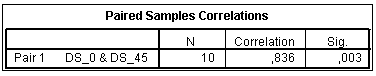 Paired Samples Correlations
N Correlation Sig.
Pair 1 DS_0 & DS_45 10 ,836 ,003